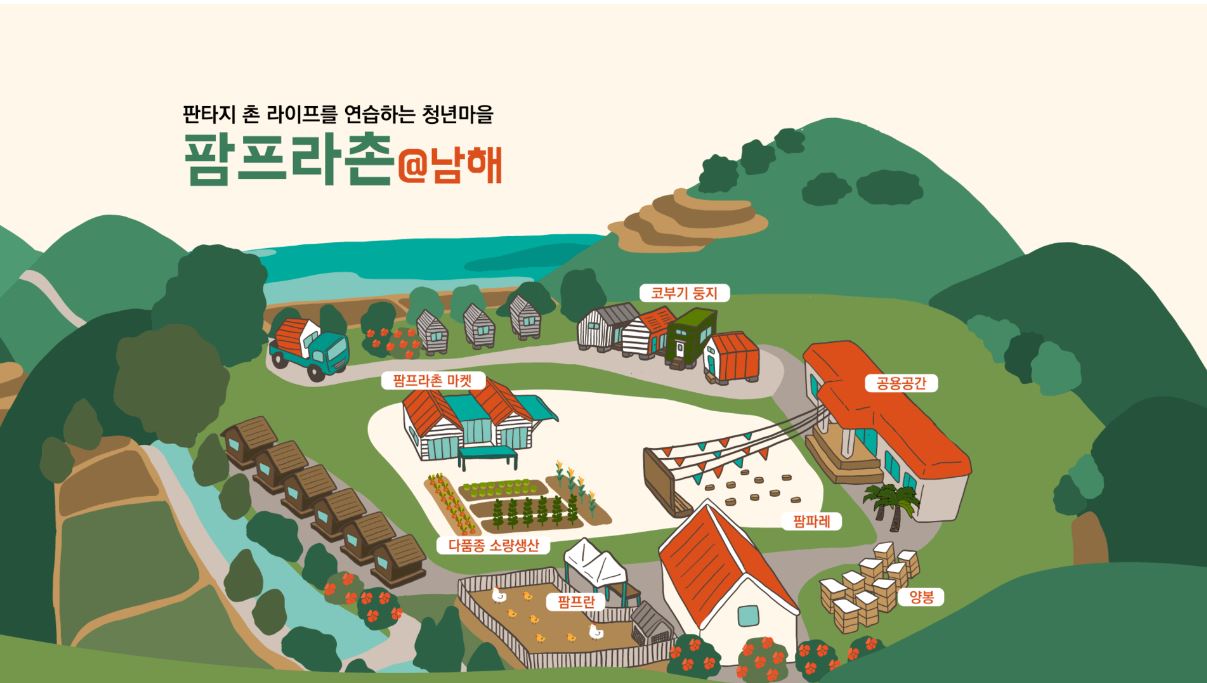 판타지 촌 라이프를 연습하는 청년마을
팜프라촌@남해
코부기 둥지
팜프라촌 마켓
공용공간
팜파레
다품종 소량생산
팜프란
양봉